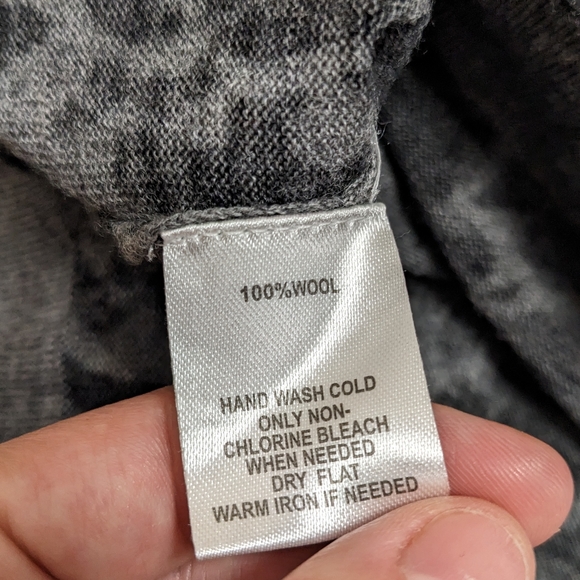 100%WOOL
HAND WASH COLD
ONLY NON-
CHLORINE BLEACH
WHEN NEEDED
DRY FLAT
WARM IRON IF NEEDED